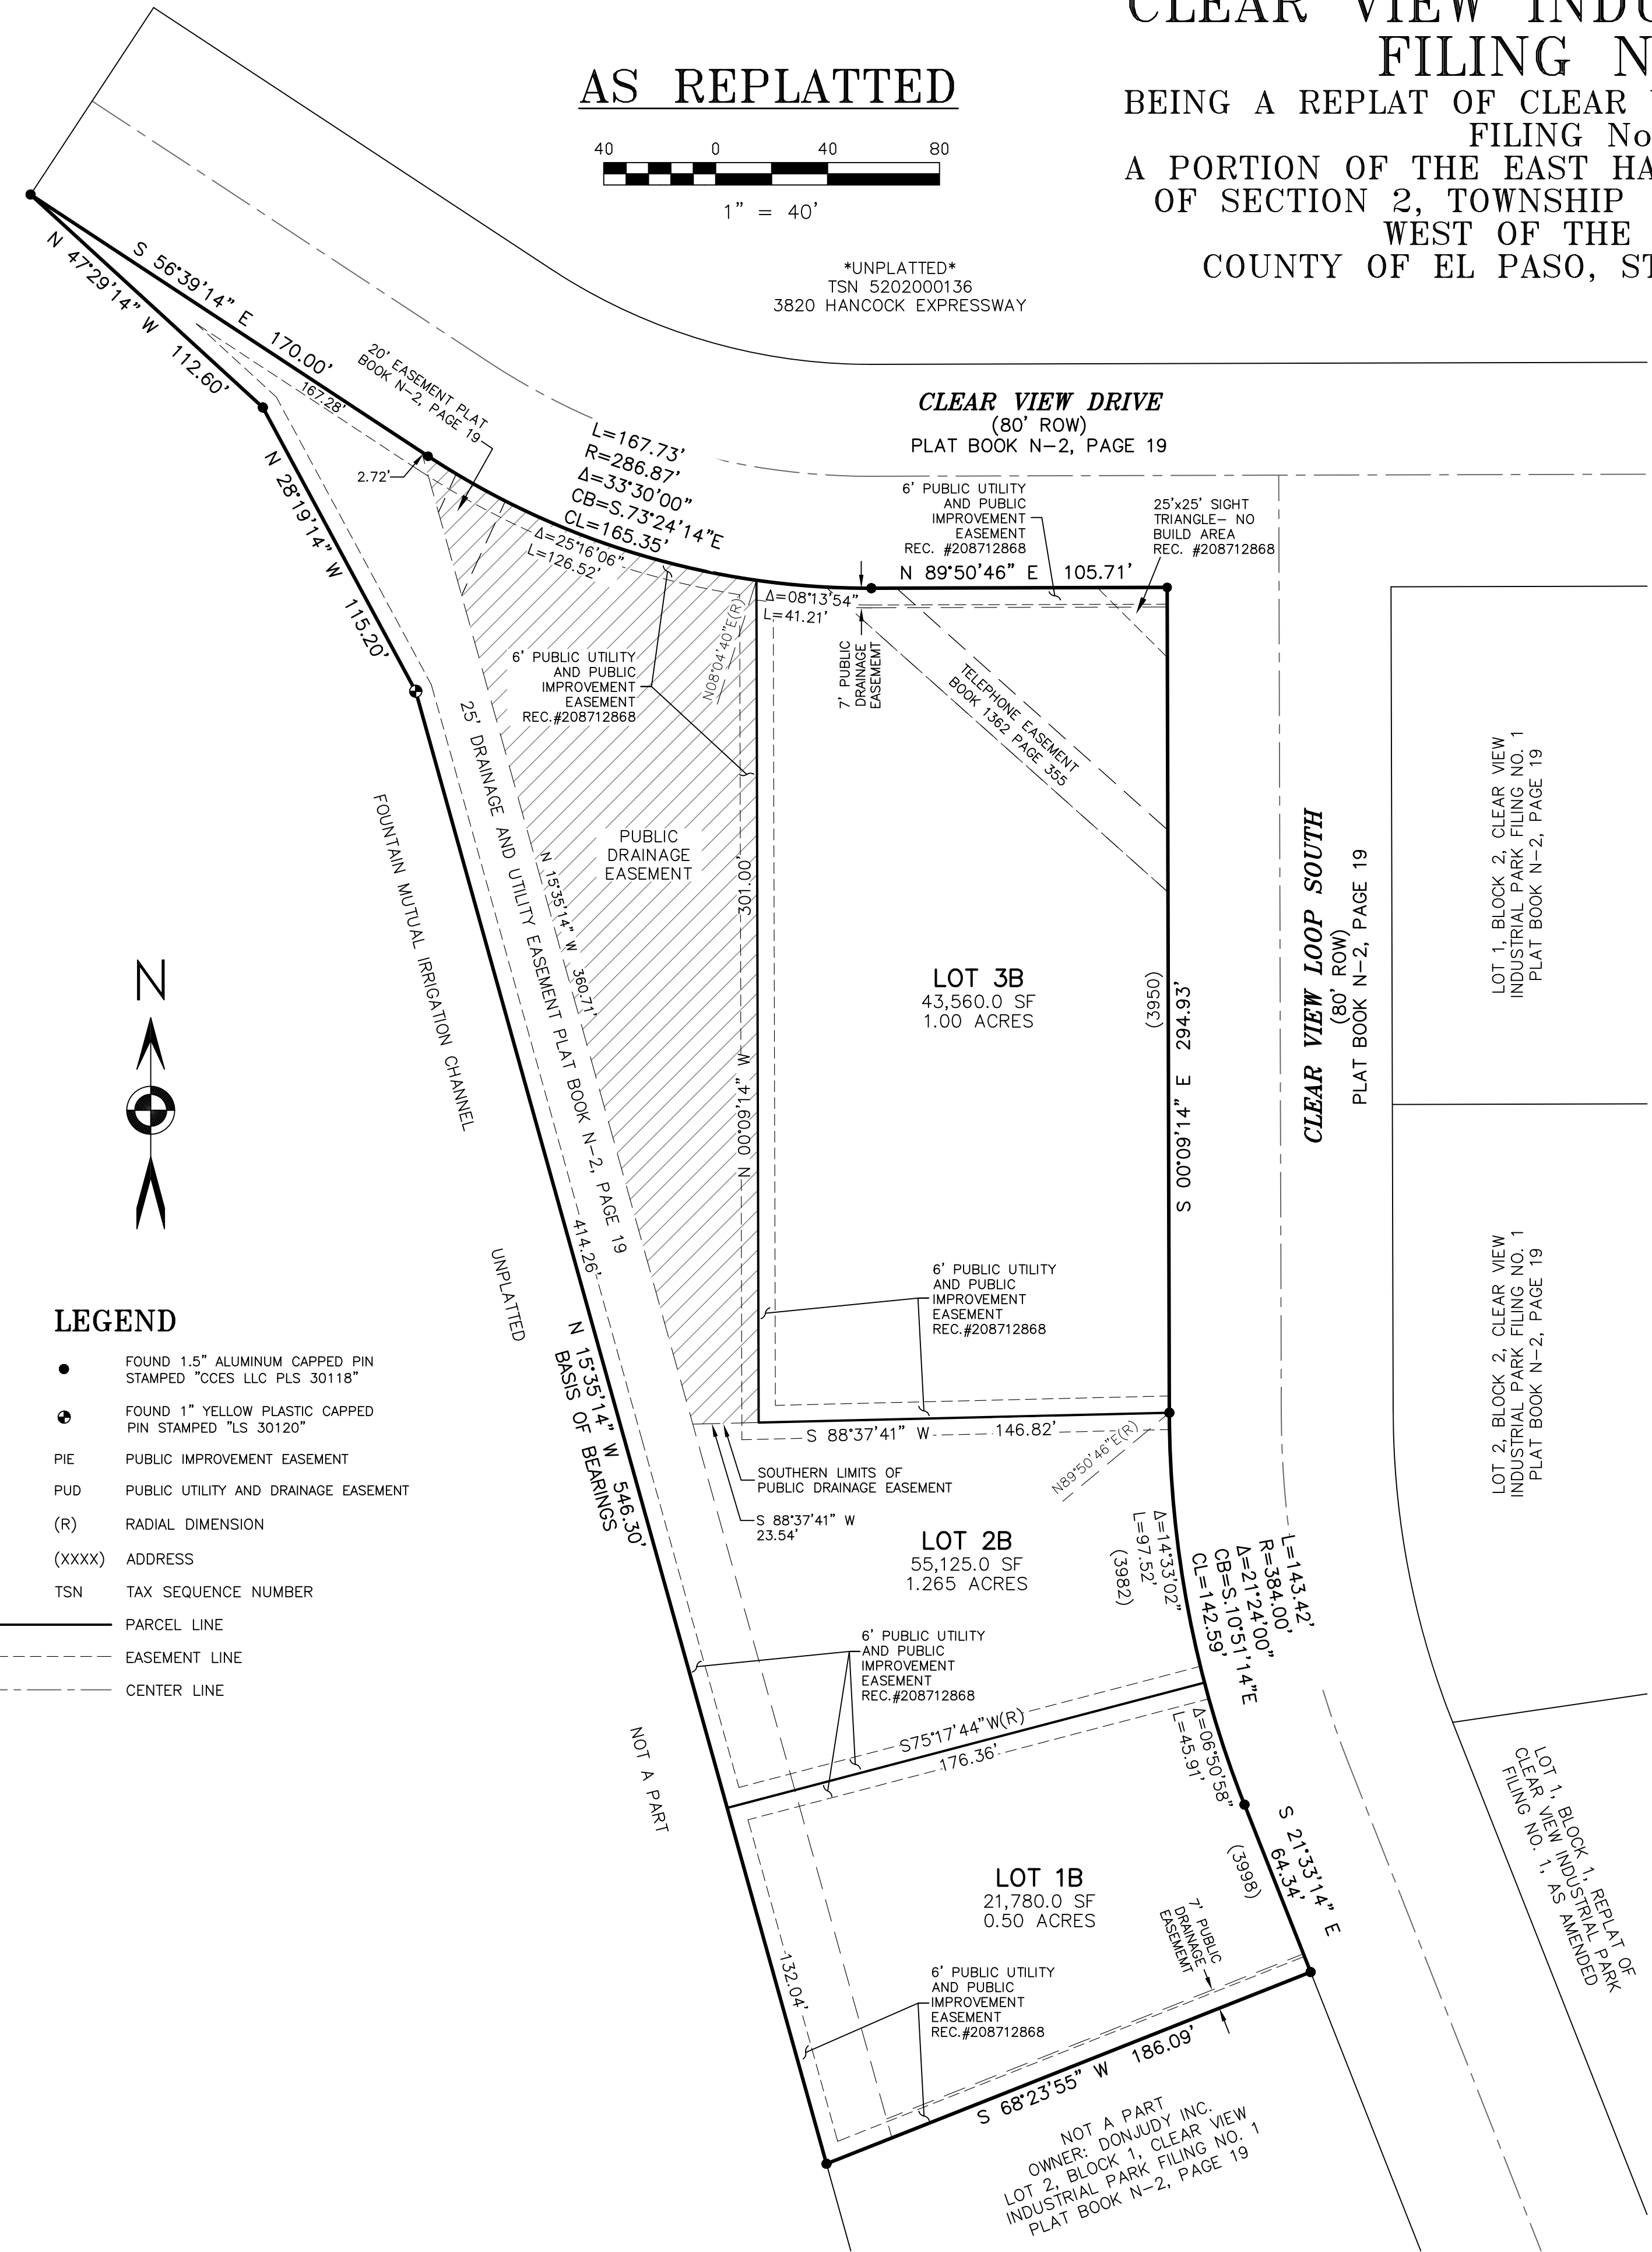 CLEAR VIEW INDU
FILING N
BEING A REPLAT OF CLEAR
FILING No
A PORTION OF THE EAST HA
OF SECTION 2, TOWNSHIP
WEST OF THE
COUNTY OF EL PASO, ST
AS REPLATTED
40 0 40 80
1" = 40'
*UNPLATTED*
TSN 5202000136
3820 HANCOCK EXPRESSWAY
N 47°29'14" W 112.60'
S 56°39'14" E 170.00'
167.28'
20' EASEMENT PLAT
BOOK N-2, PAGE 19
2.72'
N 28°19'14" W 115.20'
L=167.73'
R=286.87'
Δ=33°30'00"
CB=S.73°24'14"E
CL=165.35'
Δ=25°16'06"
L=126.52'
CLEAR VIEW DRIVE
(80' ROW)
PLAT BOOK N-2, PAGE 19
6' PUBLIC UTILITY
AND PUBLIC
IMPROVEMENT
EASEMENT
REC. #208712868
25'x25' SIGHT
TRIANGLE- NO
BUILD AREA
REC. #208712868
N 89°50'46" E 105.71'
Δ=08°13'54"
L=41.21'
N08°04'40"E(R)
7' PUBLIC
DRAINAGE
EASEMEMT
6' PUBLIC UTILITY
AND PUBLIC
IMPROVEMENT
EASEMENT
REC.#208712868
TELEPHONE EASEMENT
BOOK 1362 PAGE 355
25' DRAINAGE AND UTILITY EASEMENT PLAT BOOK N-2, PAGE 19
N 15°35'14" W 360.71'
PUBLIC
DRAINAGE
EASEMENT
N 00°09'14" W 301.00'
FOUNTAIN MUTUAL IRRIGATION CHANNEL
LOT 3B
43,560.0 SF
1.00 ACRES
(3950)
S 00°09'14" E 294.93'
CLEAR VIEW LOOP SOUTH
(80' ROW)
PLAT BOOK N-2, PAGE 19
LOT 1, BLOCK 2, CLEAR VIEW
INDUSTRIAL PARK FILING NO. 1
PLAT BOOK N-2, PAGE 19
LOT 2, BLOCK 2, CLEAR VIEW
INDUSTRIAL PARK FILING NO. 1
PLAT BOOK N-2, PAGE 19
N
414.26'
UNPLATTED
N 15°35'14" W 546.30'
BASIS OF BEARINGS
6' PUBLIC UTILITY
AND PUBLIC
IMPROVEMENT
EASEMENT
REC.#208712868
S 88°37'41" W 146.82'
N89°50'46"E(R)
SOUTHERN LIMITS OF
PUBLIC DRAINAGE EASEMENT
S 88°37'41" W
23.54'
LOT 2B
55,125.0 SF
1.265 ACRES
Δ=14°33'02"
L=97.52'
(3982)
L=143.42'
R=384.00'
Δ=21°24'00"
CB=S.10°51'14"E
CL=142.59'
LEGEND
FOUND 1.5" ALUMINUM CAPPED PIN
STAMPED "CCES LLC PLS 30118"
FOUND 1" YELLOW PLASTIC CAPPED
PIN STAMPED "LS 30120"
PIE PUBLIC IMPROVEMENT EASEMENT
PUD PUBLIC UTILITY AND DRAINAGE EASEMENT
(R) RADIAL DIMENSION
(XXXX) ADDRESS
TSN TAX SEQUENCE NUMBER
PARCEL LINE
EASEMENT LINE
CENTER LINE
6' PUBLIC UTILITY
AND PUBLIC
IMPROVEMENT
EASEMENT
REC.#208712868
S75°17'44"W(R)
176.36'
Δ=06°50'58"
L=45.91'
NOT A PART
LOT 1B
21,780.0 SF
0.50 ACRES
(3998)
S 21°33'14" E
64.34'
7' PUBLIC
DRAINAGE
EASEMEMT
132.04'
6' PUBLIC UTILITY
AND PUBLIC
IMPROVEMENT
EASEMENT
REC.#208712868
S 68°23'55" W 186.09'
NOT A PART
OWNER: DONJUDY INC.
LOT 2, BLOCK 1, CLEAR VIEW
INDUSTRIAL PARK FILING NO. 1
PLAT BOOK N-2, PAGE 19
LOT 1, BLOCK 1, REPLAT OF
CLEAR VIEW INDUSTRIAL PARK
FILING NO. 1, AS AMENDED